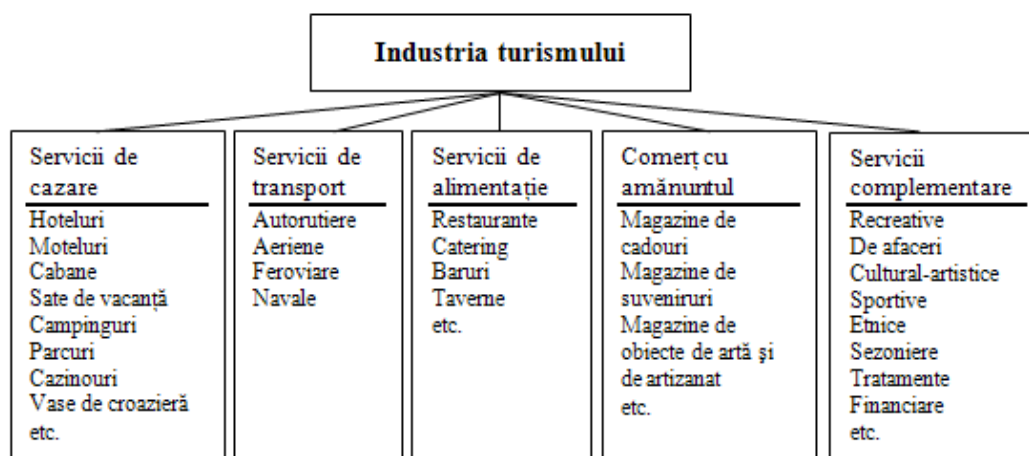 Industria turismului
Servicii de
cazare
Hoteluri
Moteluri
Cabane
Sate de vacanță
Campinguri
Parcuri
Cazinouri
Vase de croazieră
etc.
Servicii de
transport
Autorutiere
Aeriene
Feroviare
Navale
Servicii de
alimentație
Restaurante
Catering
Baruri
Taverne
etc.
Comerț cu
amănuntul
Magazine de
cadouri
Magazine de
suveniruri
Magazine de
obiecte de artă şi
de artizanat
etc.
Servicii
complementare
Recreative
De afaceri
Cultural-artistice
Sportive
Etnice
Sezoniere
Tratamente
Financiare
etc.